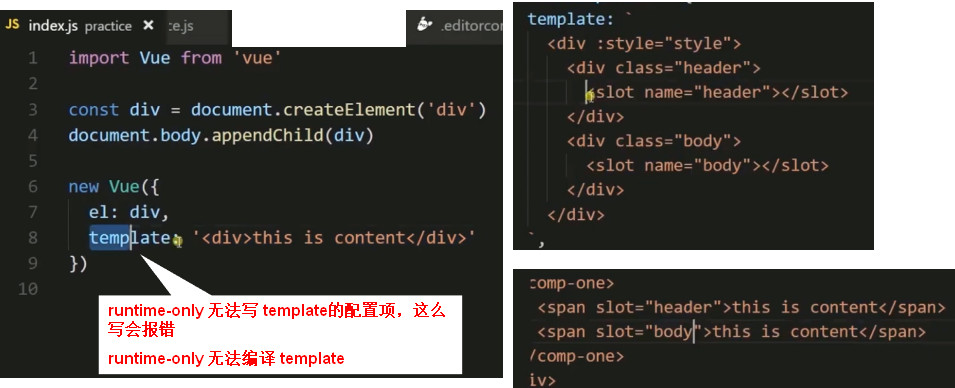 JS index.js practice × ce.js .editorcon
1 import Vue from 'vue'
2
3 const div = document.createElement('div')
4 document.body.appendChild(div)
5
6 new Vue({
7 el: div,
8 template: '<div>this is content</div>'
9 })
10
runtime-only 无法写 template的配置项，这么
写会报错
runtime-only 无法编译 template
template: `
<div :style="style">
<div class="header">
<slot name="header"></slot>
</div>
<div class="body">
<slot name="body"></slot>
</div>
</div>
`,
comp-one>
<span slot="header">this is content</span>
<span slot="body">this is content</span>
/comp-one>
iv>